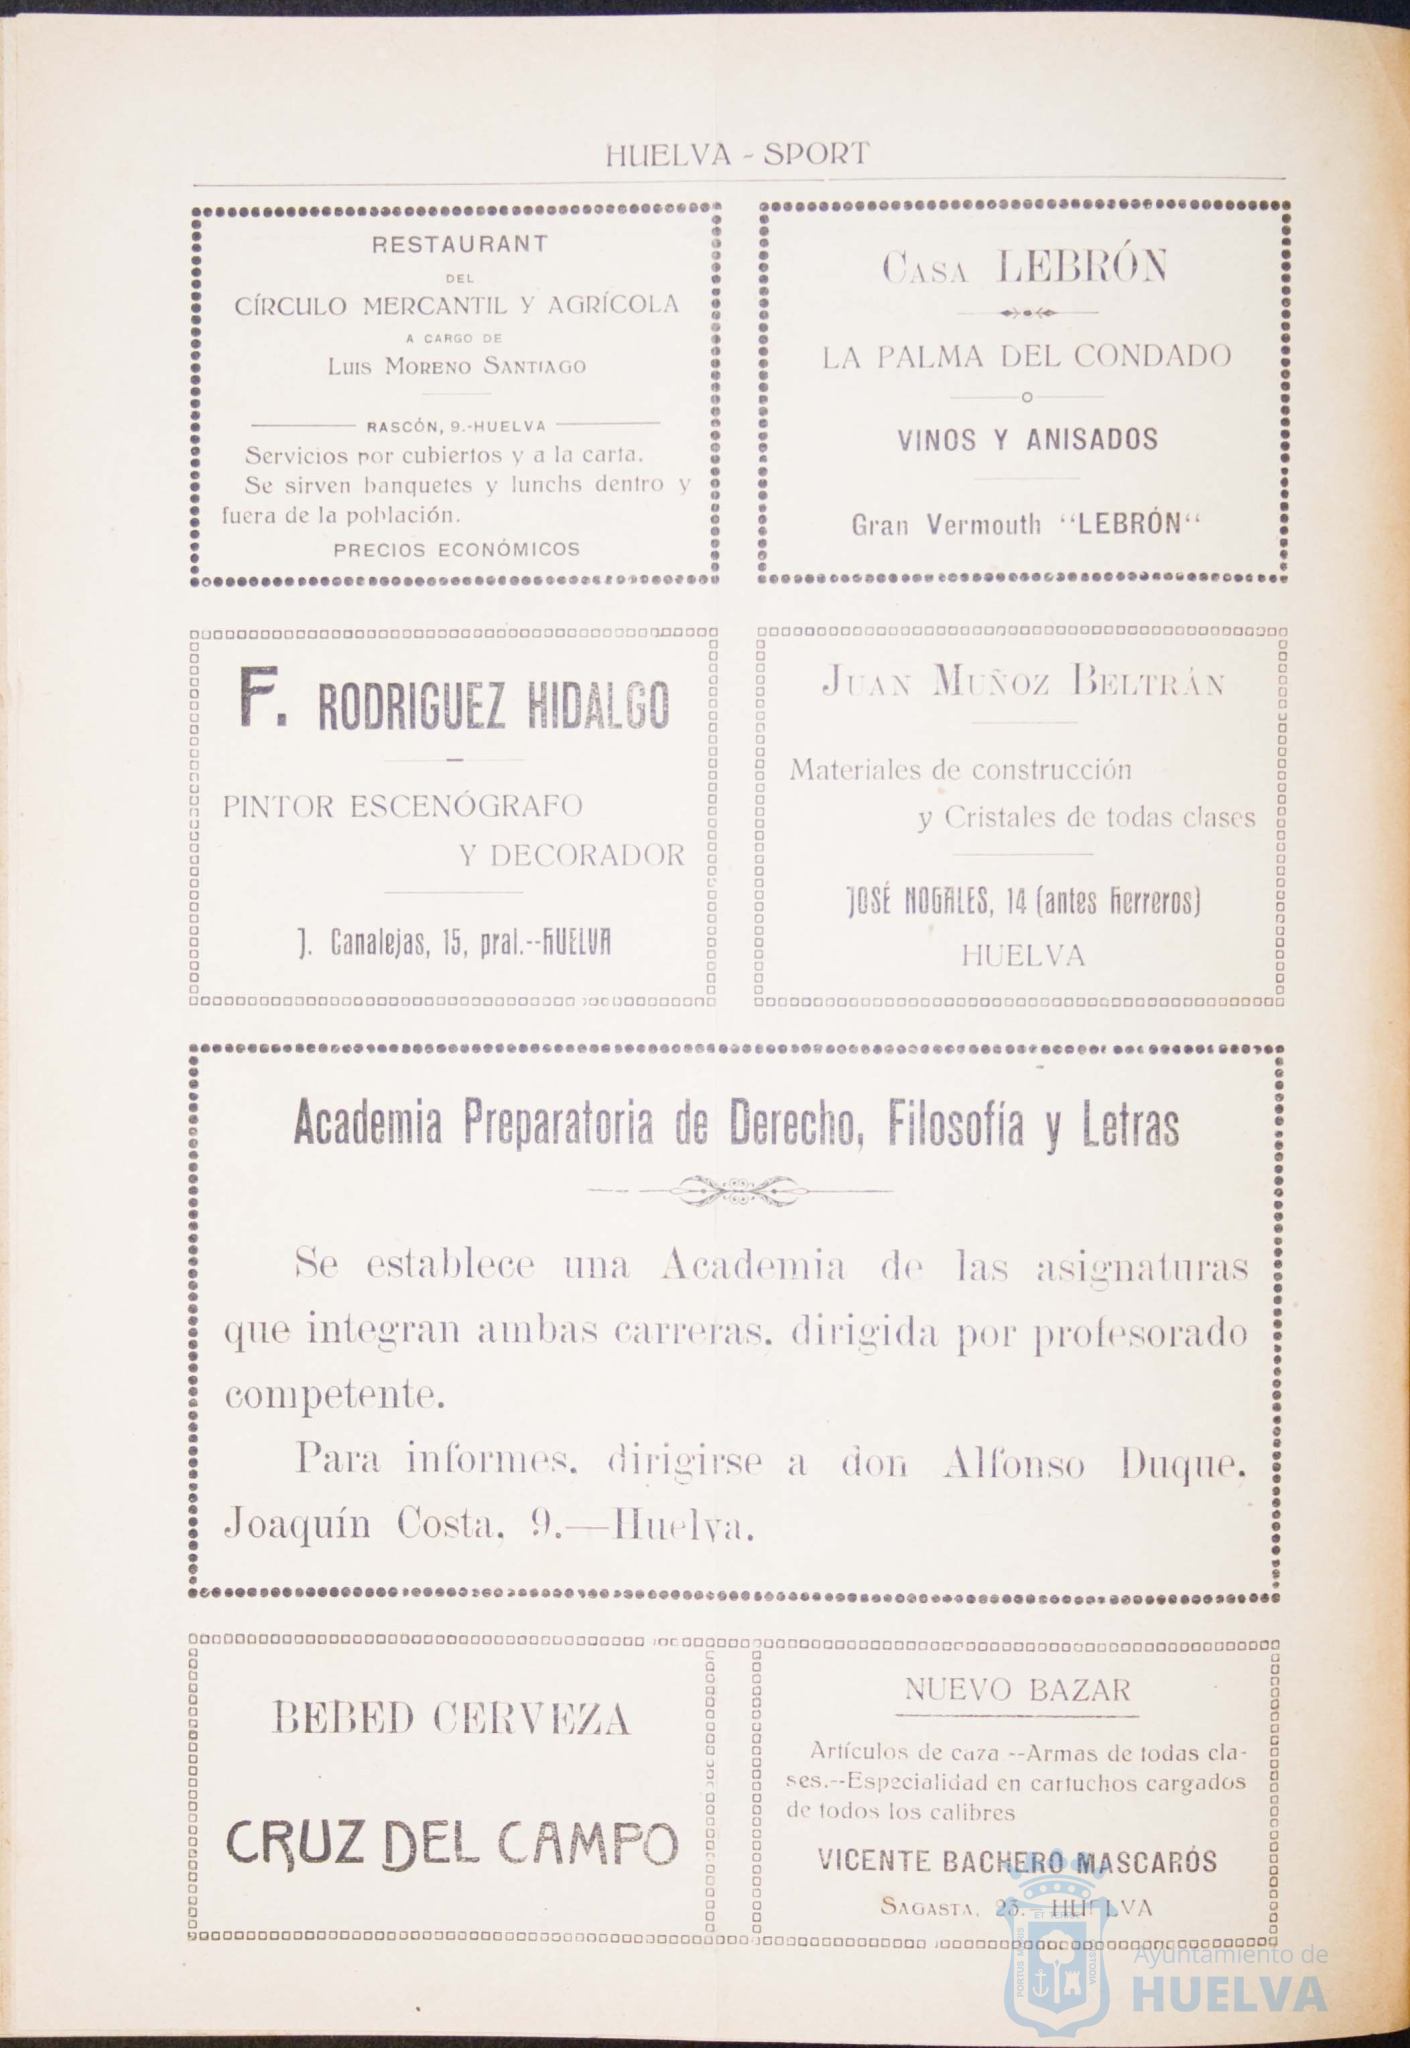 HUELVA - SPORT
RESTAURANT
DEL
CÍRCULO MERCANTIL Y AGRÍCOLA
A CARGO DE
LUIS MORENO SANTIAGO
RASCÓN, 9.-HUELVA
Servicios por cubiertos y a la carta.
Se sirven banquetes y lunchs dentro y
fuera de la población.
PRECIOS ECONÓMICOS
CASA LEBRÓN
LA PALMA DEL CONDADO
VINOS Y ANISADOS
Gran Vermouth “LEBRÓN“
F. RODRIGUEZ HIDALGO
PINTOR ESCENÓGRAFO
Y DECORADOR
J. Canalejas, 15, pral.--HUELVA
JUAN MUÑOZ BELTRÁN
Materiales de construcción
y Cristales de todas clases
JOSÉ NOGALES, 14 (antes Herreros)
HUELVA
Academia Preparatoria de Derecho, Filosofía y Letras
Se establece una Academia de las asignaturas
que integran ambas carreras, dirigida por profesorado
competente.
Para informes, dirigirse a don Alfonso Duque,
Joaquín Costa, 9.—Huelva.
BEBED CERVEZA
CRUZ DEL CAMPO
NUEVO BAZAR
Artículos de caza --Armas de todas cla-
ses.--Especialidad en cartuchos cargados
de todos los calibres
VICENTE BACHERO MASCARÓS
SAGASTA, 23.- HUELVA
PORTUS MARIS
ET TERRÆ
CUSTODIA
Ayuntamiento de
HUELVA